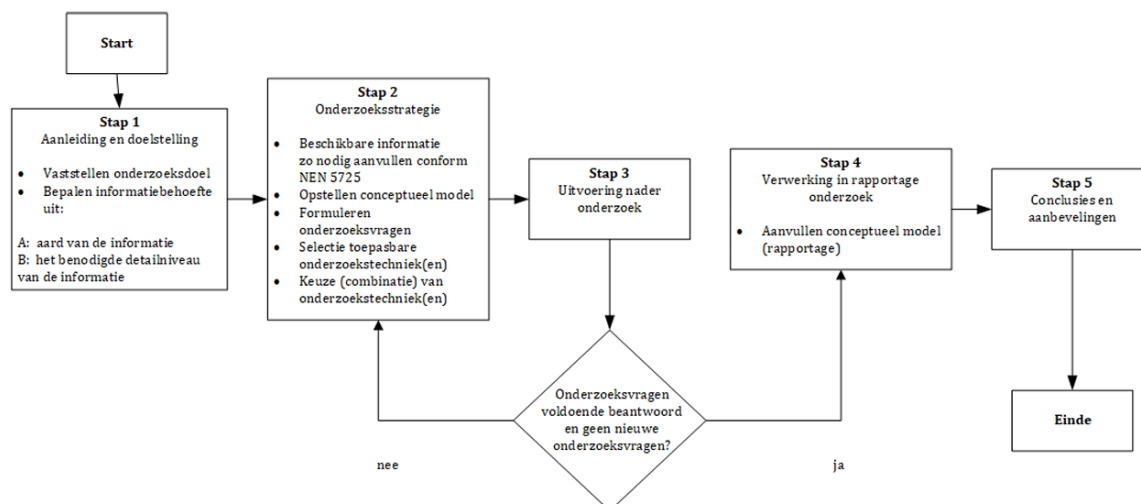 Start
Stap 1
Aanleiding en doelstelling
• Vaststellen onderzoeksdoel
• Bepalen informatiebehoefte
uit:
A: aard van de informatie
B: het benodigde detailniveau
van de informatie
Stap 2
Onderzoeksstrategie
• Beschikbare informatie
zo nodig aanvullen conform
NEN 5725
• Opstellen conceptueel model
• Formuleren
onderzoeksvragen
• Selectie toepasbare
onderzoekstechniek(en)
• Keuze (combinatie) van
onderzoekstechniek(en)
Stap 3
Uitvoering nader
onderzoek
Onderzoeksvragen
voldoende beantwoord
en geen nieuwe
onderzoeksvragen?
nee
ja
Stap 4
Verwerking in rapportage
onderzoek
• Aanvullen conceptueel model
(rapportage)
Stap 5
Conclusies en
aanbevelingen
Einde